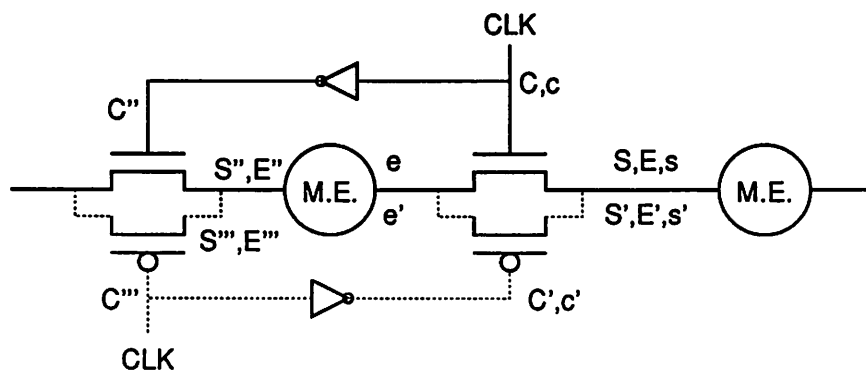 CLK
C,c
C''
S'',E''
M.E.
e
e'
S,E,s
S',E',s'
M.E.
S''',E'''
C'''
C',c'
CLK